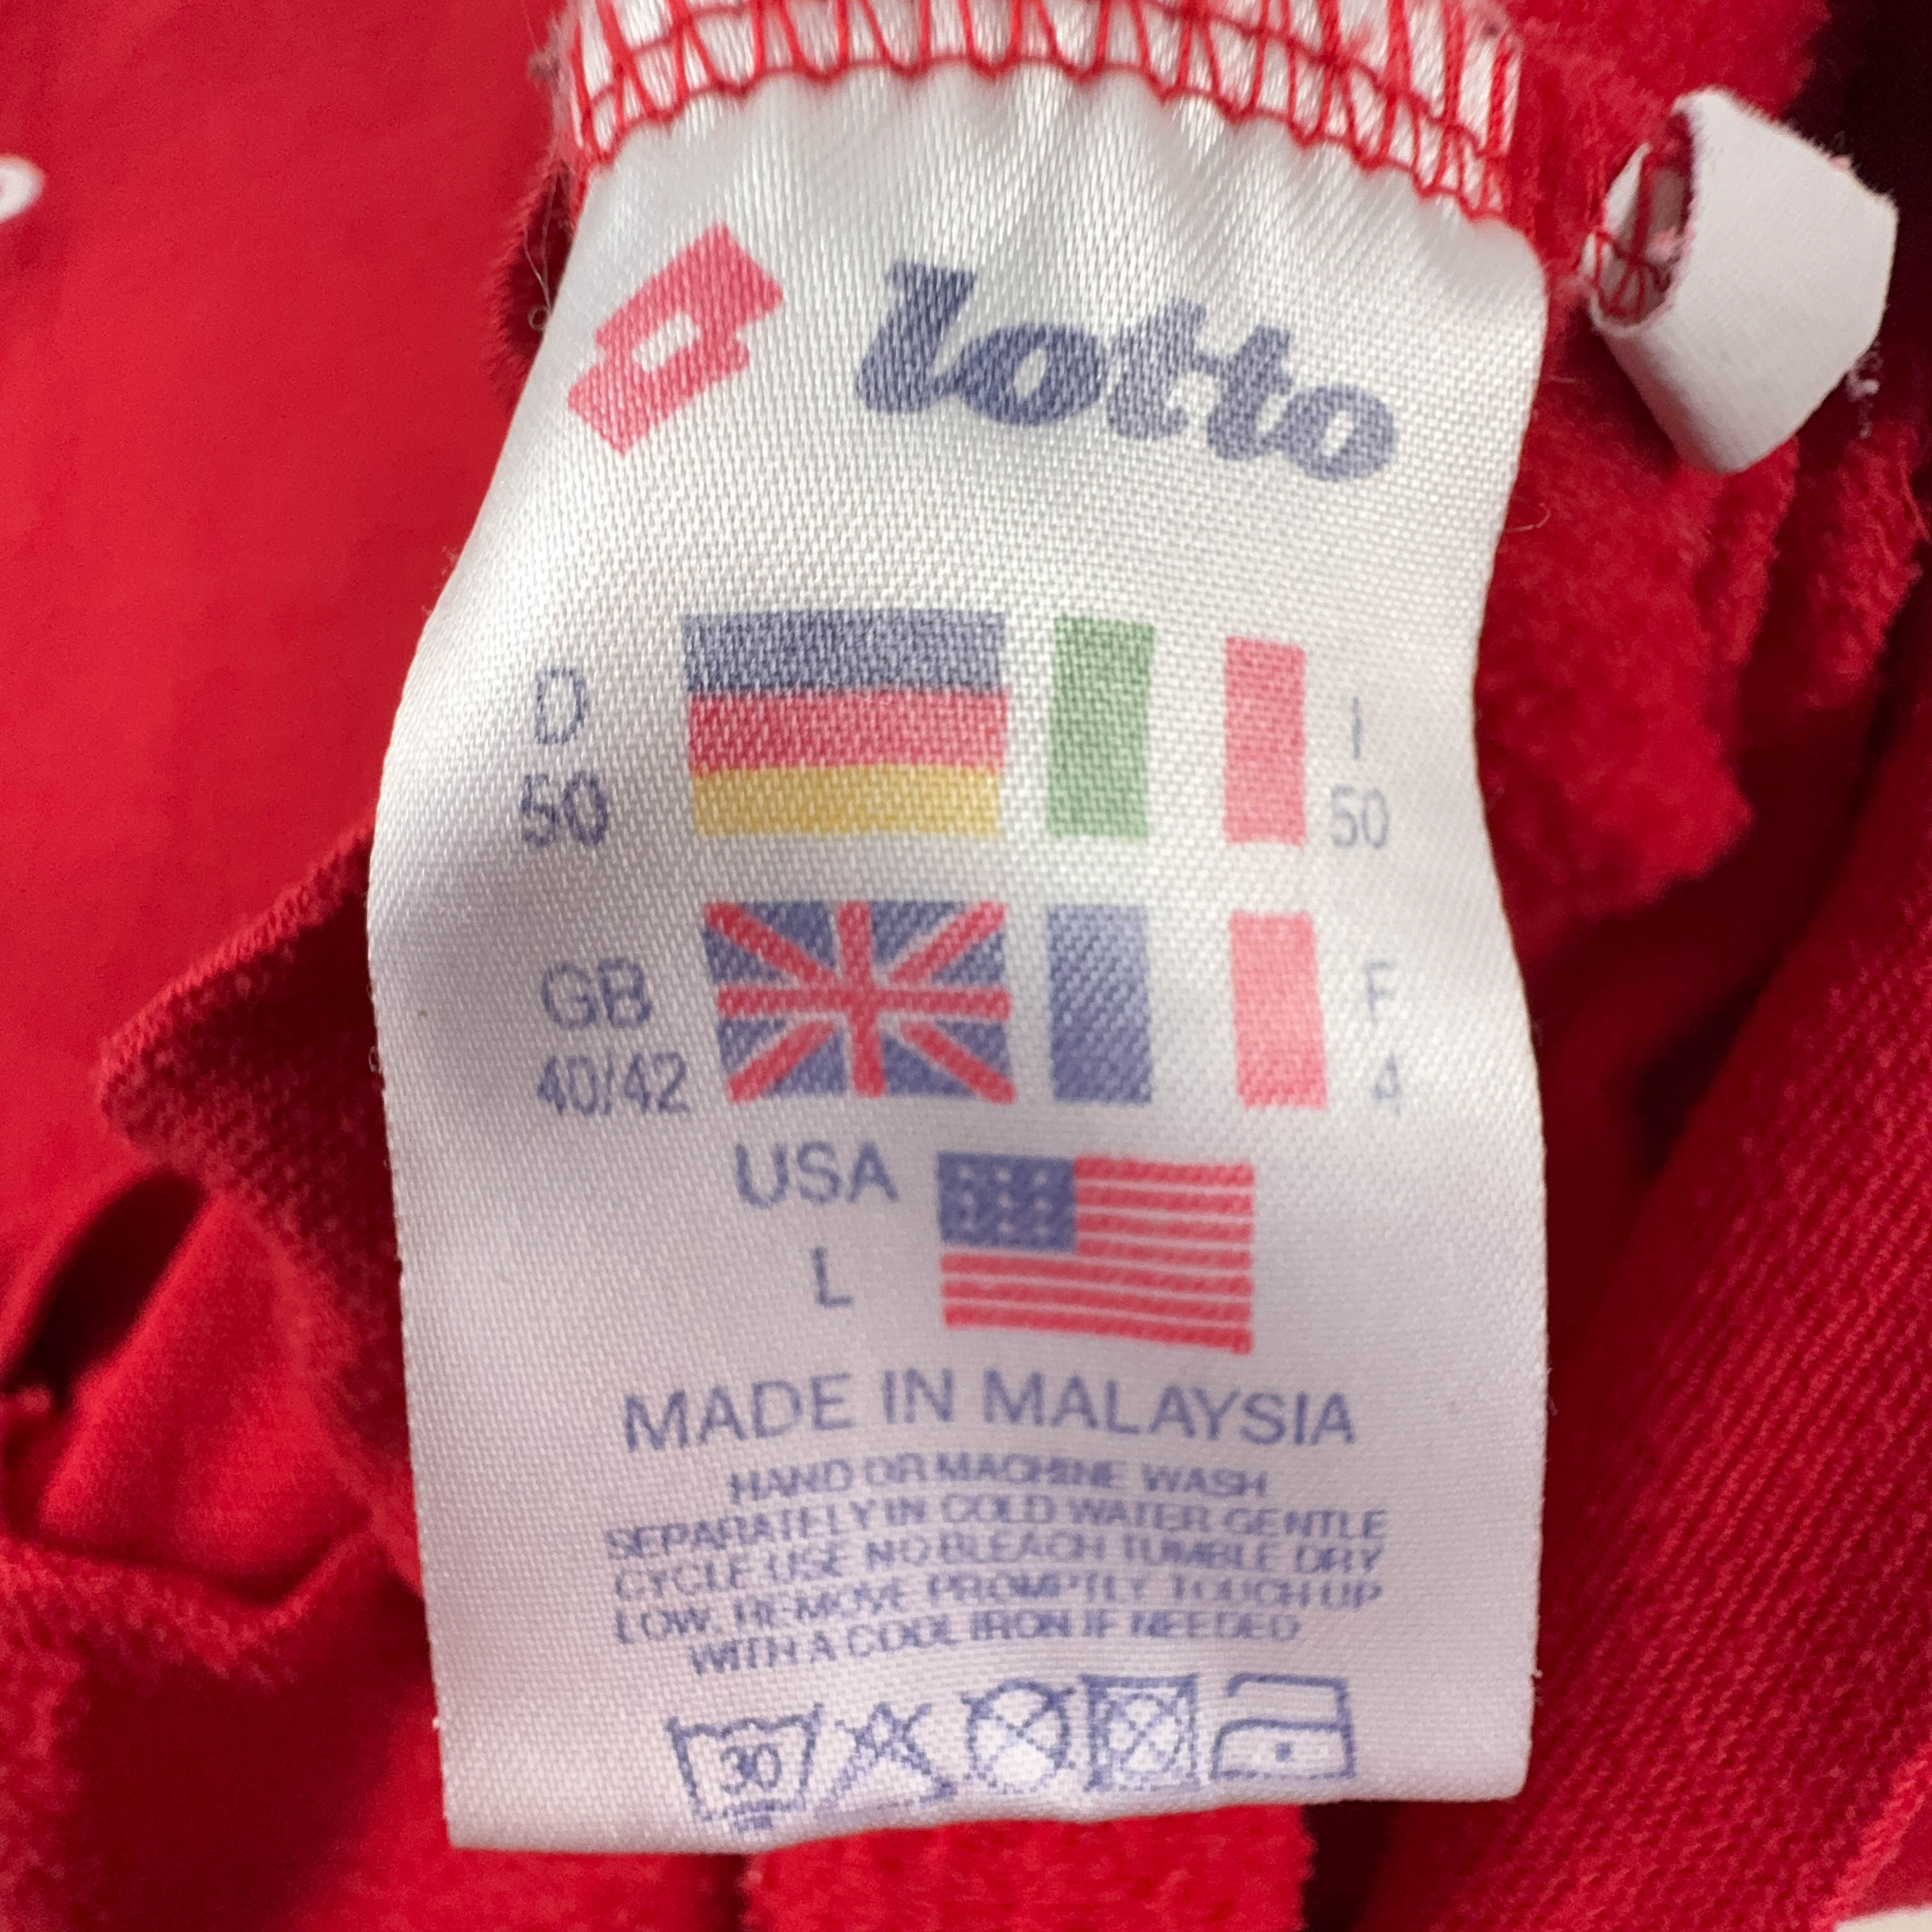 lotto
D I
50 50
GB F
40/42 4
USA
L
MADE IN MALAYSIA
HAND OR MACHINE WASH
SEPARATELY IN COLD WATER GENTLE
CYCLE USE NO BLEACH TUMBLE DRY
LOW. REMOVE PROMPTLY TOUCH UP
WITH A COOL IRON IF NEEDED
30